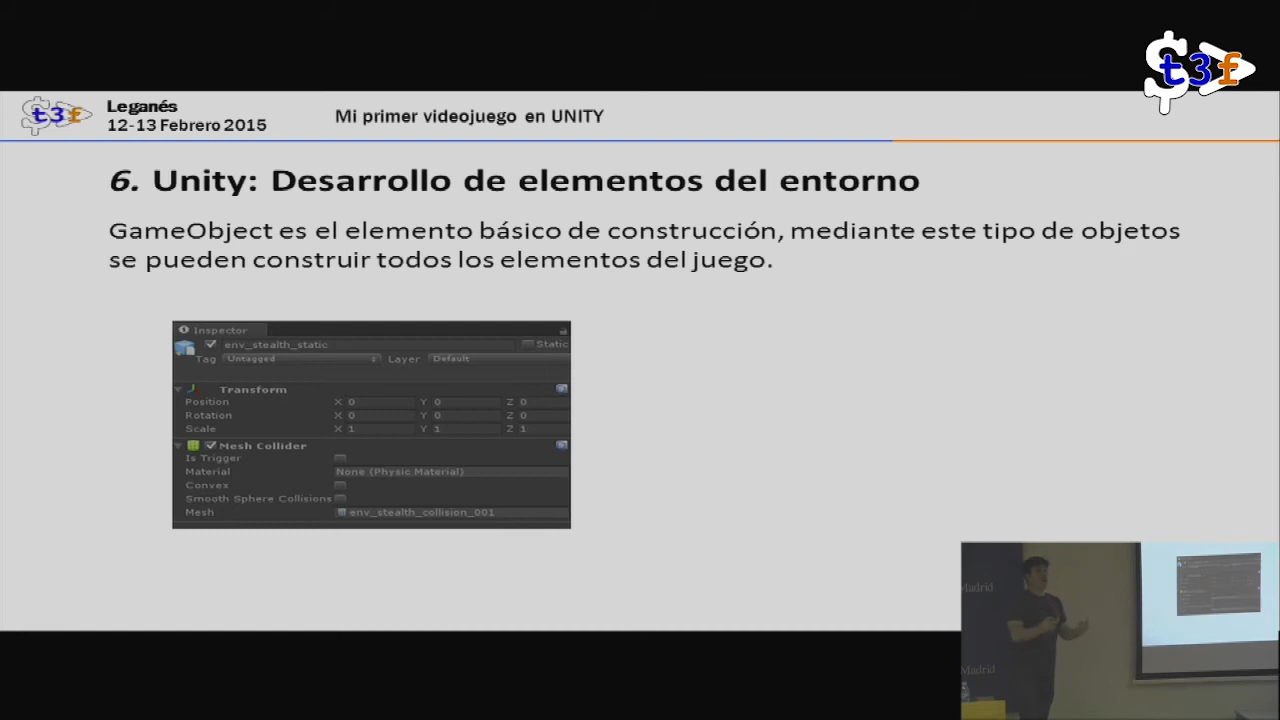 t3f
t3f
Leganés
12-13 Febrero 2015
Mi primer videojuego en UNITY
6. Unity: Desarrollo de elementos del entorno
GameObject es el elemento básico de construcción, mediante este tipo de objetos
se pueden construir todos los elementos del juego.
Inspector
env_stealth_static Static
Tag Untagged Layer Default
Transform
Position X 0 Y 0 Z 0
Rotation X 0 Y 0 Z 0
Scale X 1 Y 1 Z 1
Mesh Collider
Is Trigger
Material None (Physic Material)
Convex
Smooth Sphere Collisions
Mesh env_stealth_collision_001
Madrid
Madrid